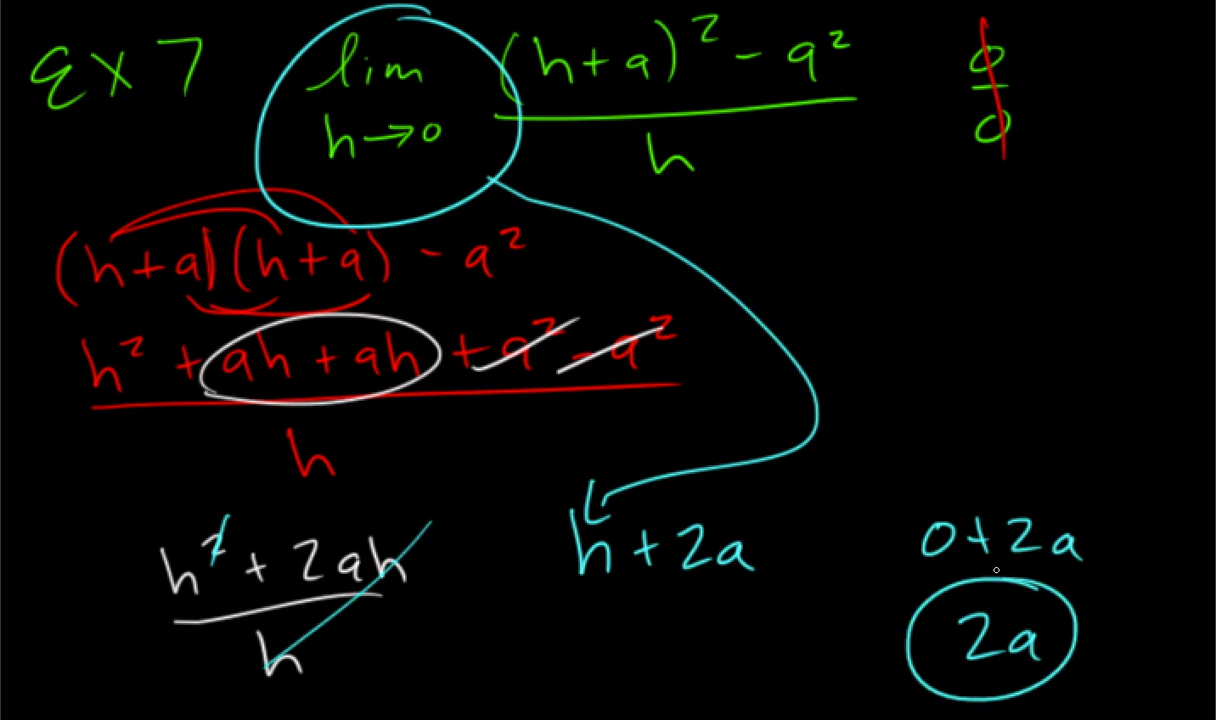 Ex 7 lim h→0 (h+a)² - a² / h 0/0
(h+a)(h+a) - a²
h² + ah + ah + a² - a²
h
h² + 2ah
h
h + 2a
0 + 2a
2a